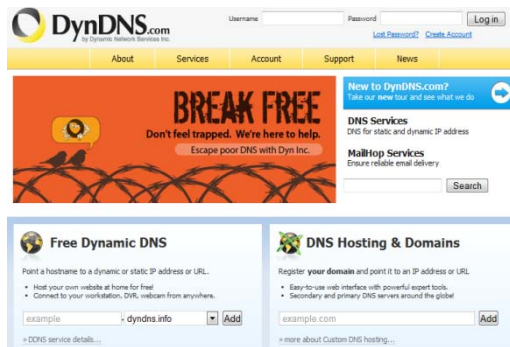 DynDNS.com
by Dynamic Network Services Inc.
Username
Password
Log in
Lost Password?
Create Account
About
Services
Account
Support
News
BREAK FREE
Don't feel trapped. We're here to help.
Escape poor DNS with Dyn Inc.
New to DynDNS.com?
Take our new tour and see what we do
DNS Services
DNS for static and dynamic IP address
MailHop Services
Ensure reliable email delivery
Search
Free Dynamic DNS
Point a hostname to a dynamic or static IP address or URL.
• Host your own website at home for free!
• Connect to your workstation, DVR, webcam from anywhere.
example
. dyndns.info
Add
» DDNS service details...
DNS Hosting & Domains
Register your domain and point it to an IP address or URL
• Easy-to-use web interface with powerful expert tools.
• Secondary and primary DNS servers around the globe!
example.com
Add
» more about Custom DNS hosting...